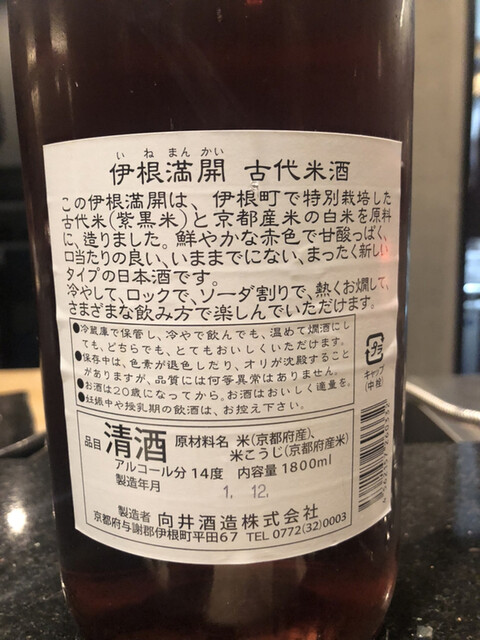 いねまんかい
伊根満開 古代米酒
この伊根満開は、伊根町で特別栽培した
古代米(紫黒米)と京都産米の白米を原料
に、造りました。鮮やかな赤色で甘酸っぱく、
口当たりの良い、いままでにない、まったく新しい
タイプの日本酒です。
冷やして、ロックで、ソーダ割りで、熱くお燗して、
さまざまな飲み方で楽しんでいただけます。
●冷蔵庫で保管し、冷やで飲んでも、温めて燗酒にし
ても、どちらでも、とてもおいしくいただけます。
●保存中は、色素が退色したり、オリが沈殿すること
がありますが、品質には何等異常はありません。
●お酒は20歳になってから。お酒はおいしく適量を。
●妊娠中や授乳期の飲酒は、お控え下さい。
プラ
キャップ
(中栓)
品目 清酒 原材料名 米(京都府産)、
米こうじ(京都府産米)
アルコール分 14度 内容量 1800ml
製造年月 1. 12.
製造者 向井酒造株式会社
京都府与謝郡伊根町平田67 TEL 0772(32)0003